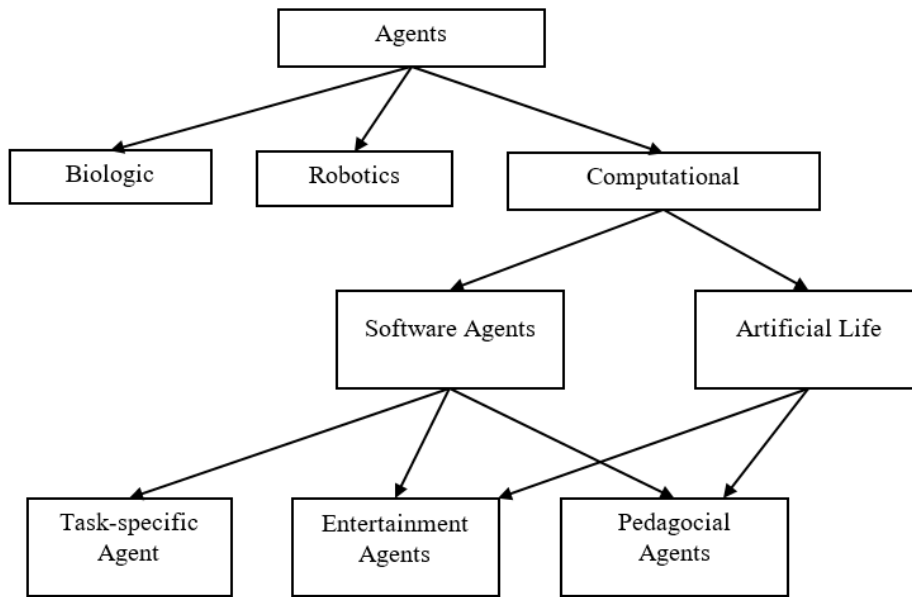 Agents
Biologic
Robotics
Computational
Software Agents
Artificial Life
Task-specific
Agent
Entertainment
Agents
Pedagocial
Agents